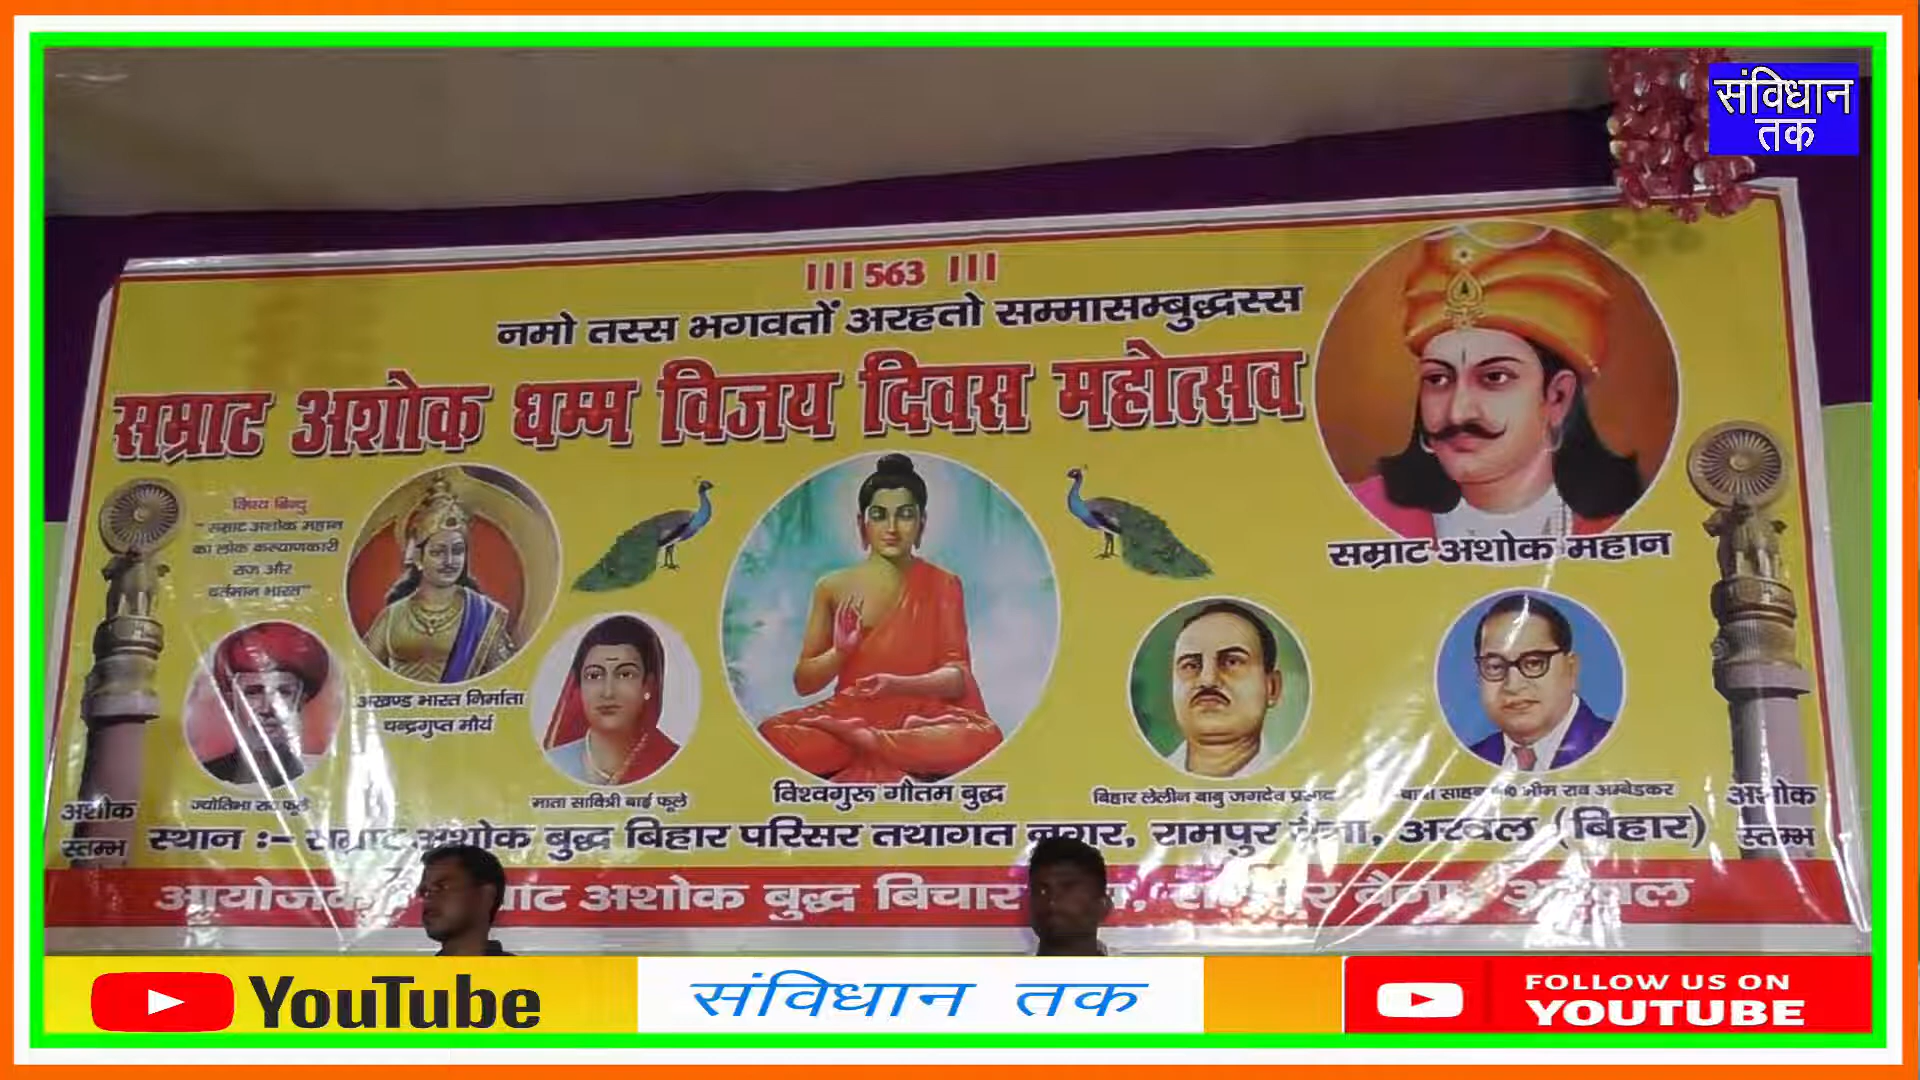 संविधान
तक
।।। 563 ।।।
नमो तस्स भगवतों अरहतो सम्मासम्बुद्धस्स
सम्राट अशोक धम्म विजय दिवस महोत्सव
बिन्दु
"सम्राट अशोक महान
का लोक कल्याणकारी
राज और
वर्तमान भारत"
सम्राट अशोक महान
अखण्ड भारत निर्माता
चन्द्रगुप्त मौर्य
ज्योतिबा राव फूले
माता सावित्री बाई फूले
विश्वगुरू गौतम बुद्ध
बिहार लेलीन बाबु जगदेव प्रसाद
बाबा साहब भीम राव अम्बेडकर
अशोक
स्तम्भ
अशोक
स्तम्भ
स्थान :- सम्राट अशोक बुद्ध बिहार परिसर तथागत नगर, रामपुर वैना, अरवल (बिहार)
आयोजक सम्राट अशोक बुद्ध बिचार रामपुर वैना, अरवल
YouTube
संविधान तक
FOLLOW US ON
YOUTUBE